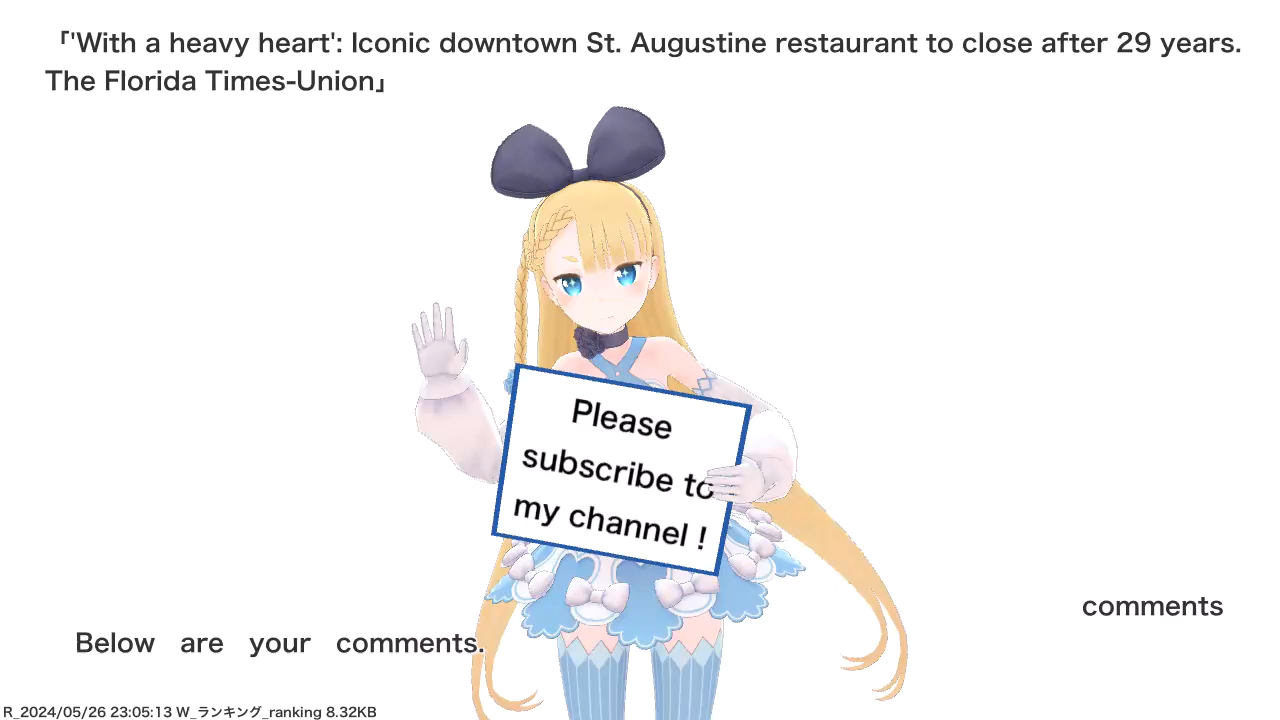 「'With a heavy heart': Iconic downtown St. Augustine restaurant to close after 29 years.
The Florida Times-Union」
Please
subscribe to
my channel !
comments
Below are your comments.
R_2024/05/26 23:05:13 W_ランキング_ranking 8.32KB